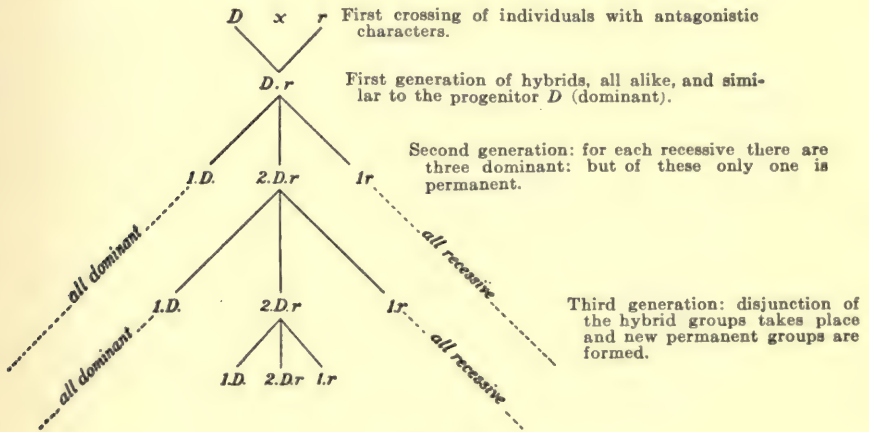 D x r First crossing of individuals with antagonistic
characters.
D.r First generation of hybrids, all alike, and simi-
lar to the progenitor D (dominant).
Second generation: for each recessive there are
three dominant: but of these only one is
permanent.
1.D. 2.D.r 1r
all dominant
all recessive
1.D. 2.D.r 1.r.
Third generation: disjunction of
the hybrid groups takes place
and new permanent groups are
formed.
all dominant
all recessive
1.D. 2.D.r 1.r